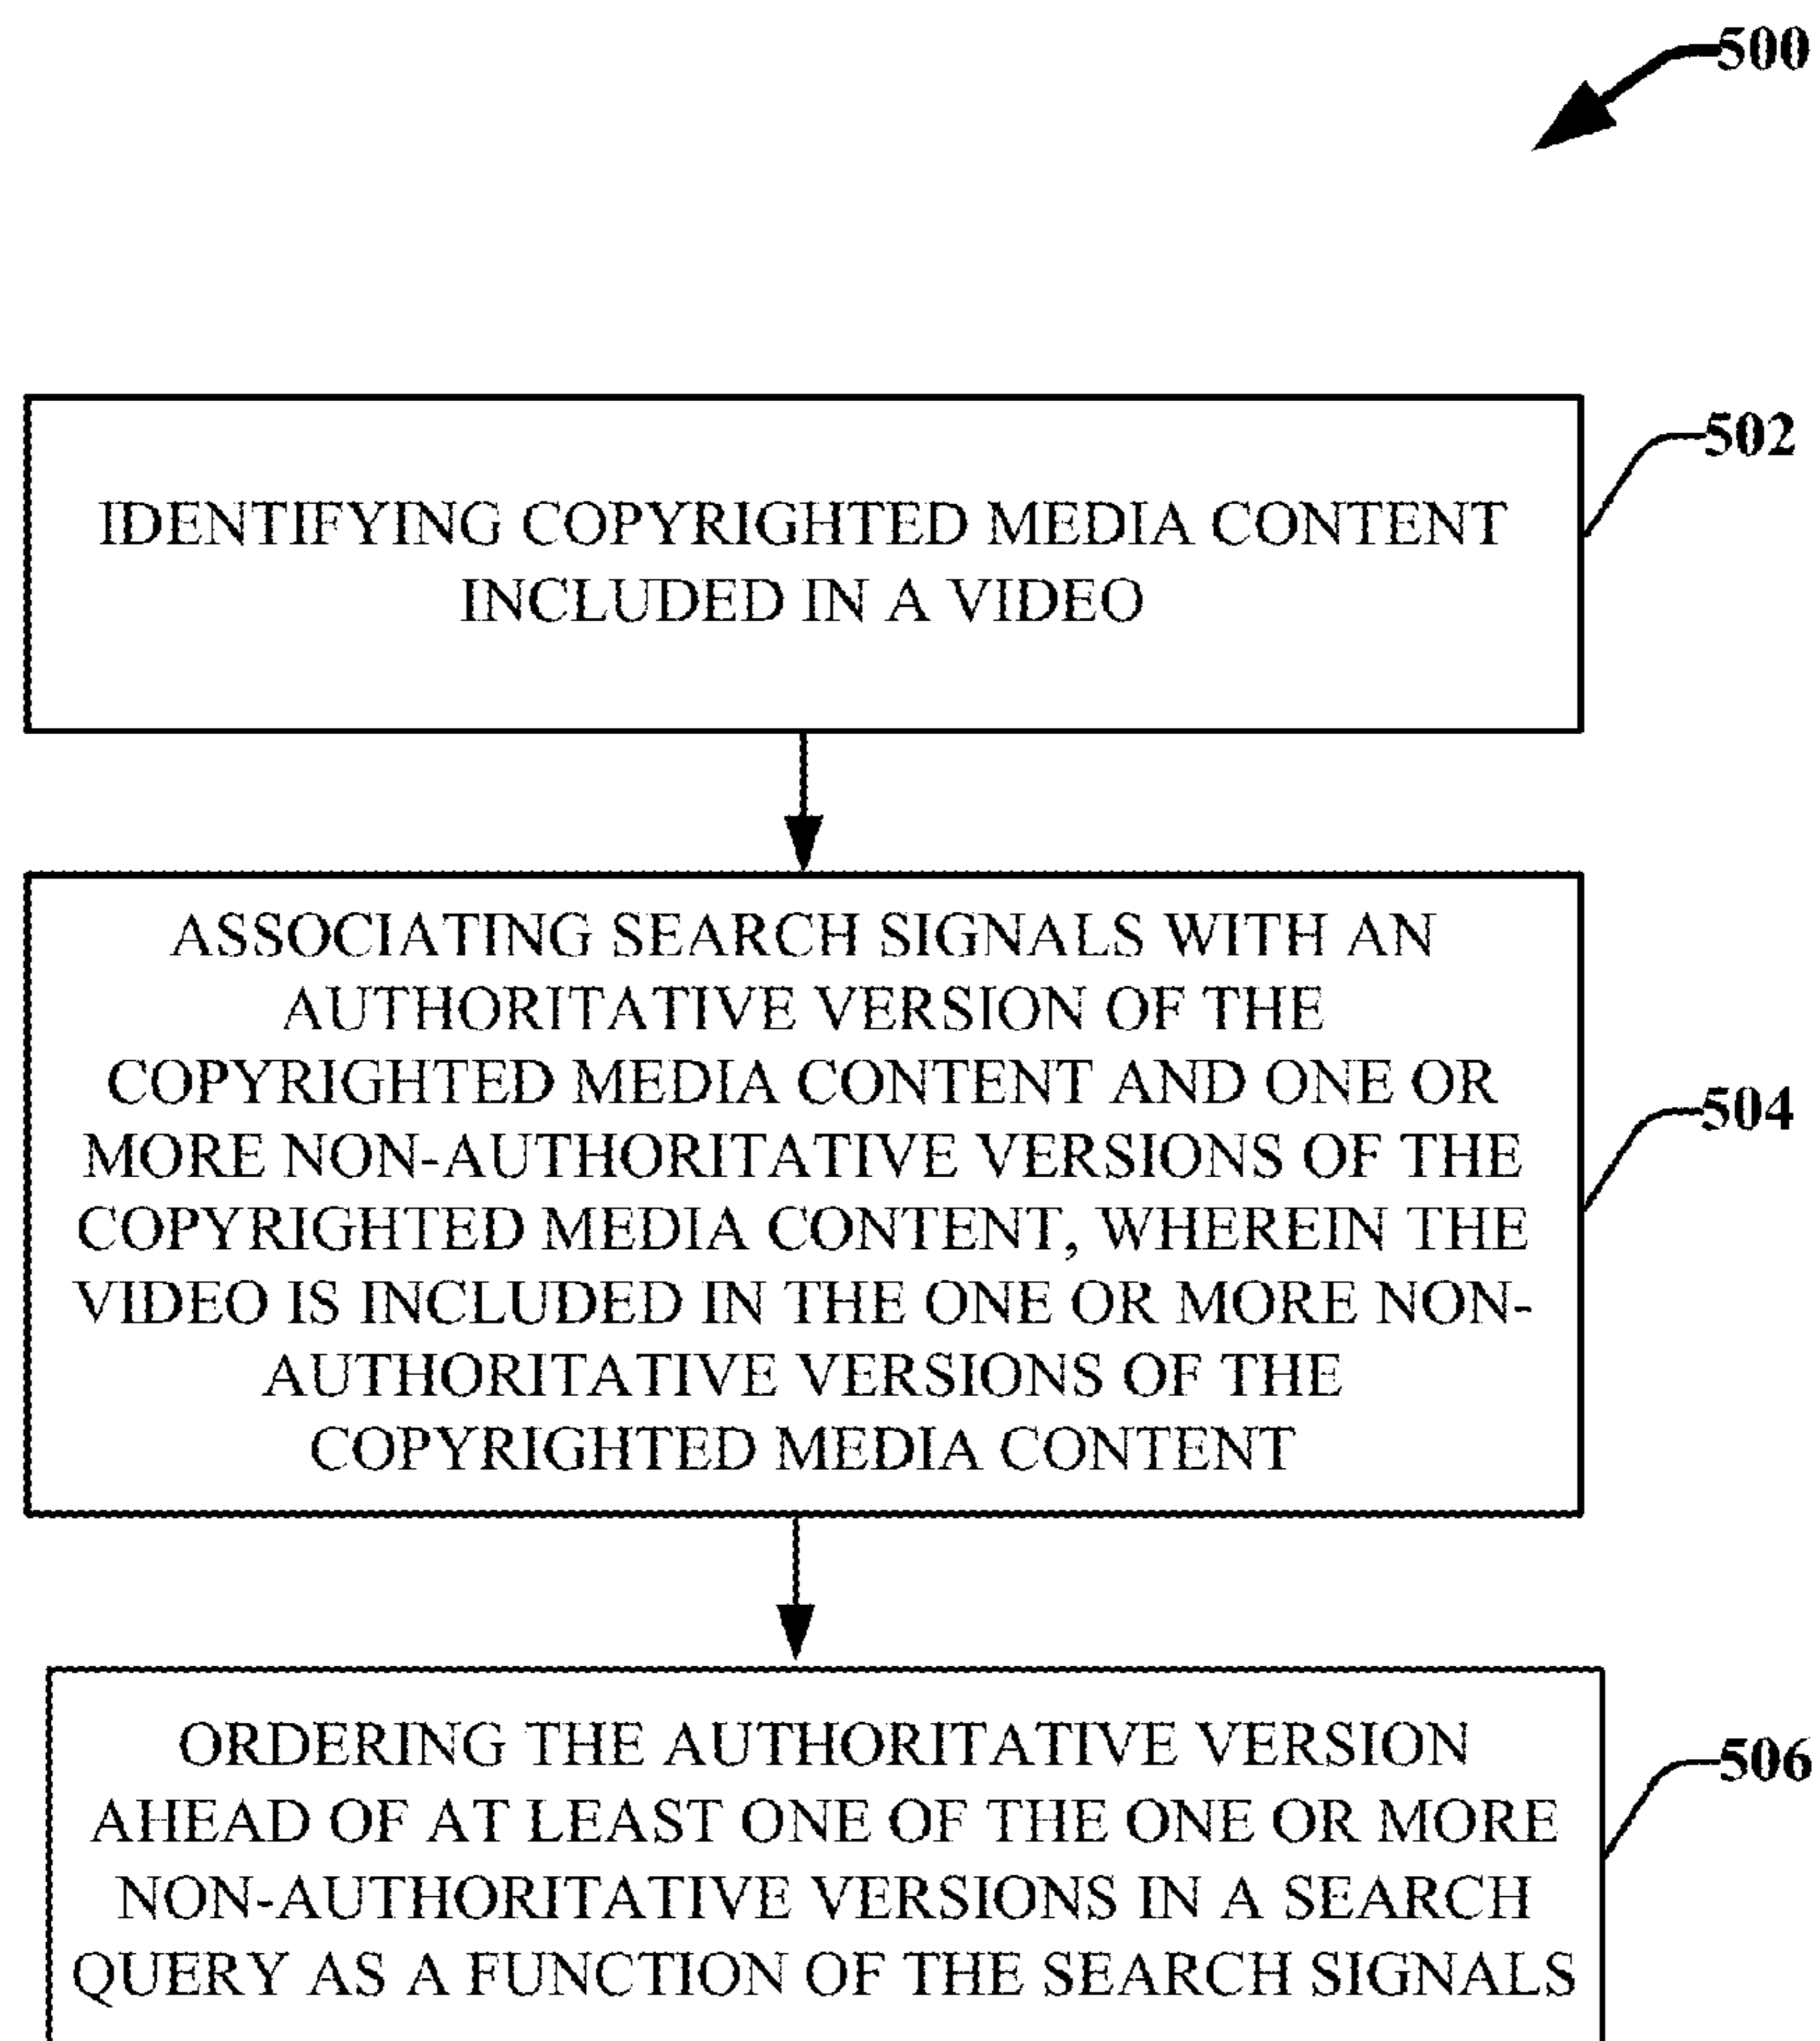 500
502
IDENTIFYING COPYRIGHTED MEDIA CONTENT
INCLUDED IN A VIDEO
ASSOCIATING SEARCH SIGNALS WITH AN
AUTHORITATIVE VERSION OF THE
COPYRIGHTED MEDIA CONTENT AND ONE OR
MORE NON-AUTHORITATIVE VERSIONS OF THE
COPYRIGHTED MEDIA CONTENT, WHEREIN THE
VIDEO IS INCLUDED IN THE ONE OR MORE NON-
AUTHORITATIVE VERSIONS OF THE
COPYRIGHTED MEDIA CONTENT
504
ORDERING THE AUTHORITATIVE VERSION
AHEAD OF AT LEAST ONE OF THE ONE OR MORE
NON-AUTHORITATIVE VERSIONS IN A SEARCH
QUERY AS A FUNCTION OF THE SEARCH SIGNALS
506